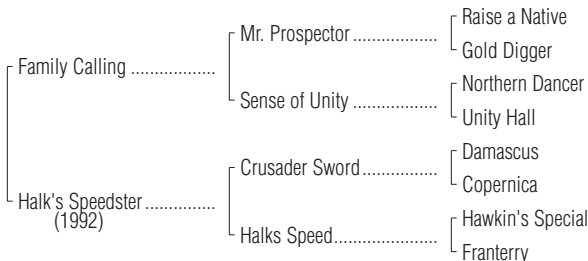 Raise a Native
Mr. Prospector ..................
Gold Digger
Family Calling ..................
Northern Dancer
Sense of Unity ..................
Unity Hall
Damascus
Crusader Sword................
Copernica
Halk's Speedster ...............
(1992)
Hawkin's Special
Halks Speed......................
Franterry